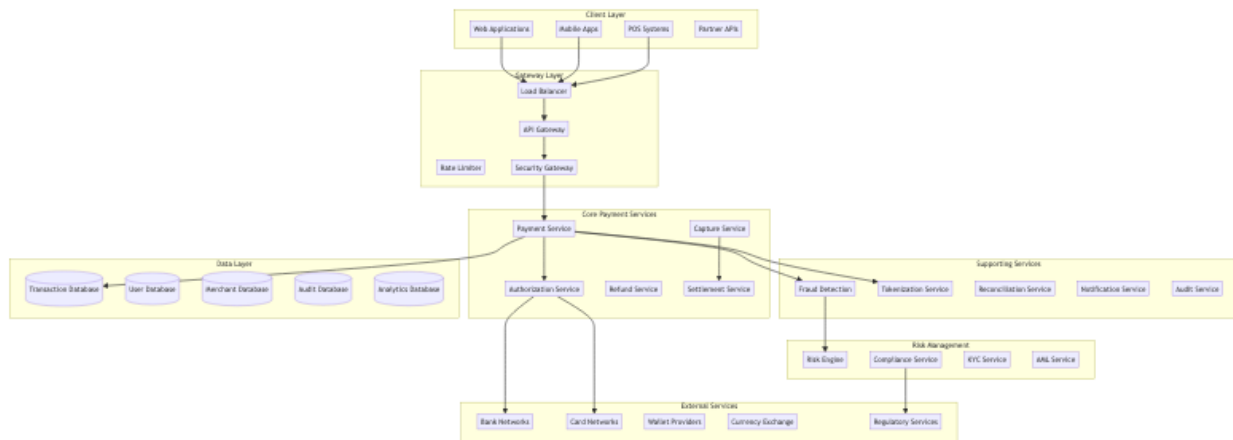 Client Layer
Web Applications
Mobile Apps
POS Systems
Partner APIs
Gateway Layer
Load Balancer
API Gateway
Rate Limiter
Security Gateway
Core Payment Services
Payment Service
Capture Service
Data Layer
Transaction Database
User Database
Merchant Database
Audit Database
Analytics Database
Authorization Service
Refund Service
Settlement Service
Supporting Services
Fraud Detection
Tokenization Service
Reconciliation Service
Notification Service
Audit Service
Risk Management
Risk Engine
Compliance Service
KYC Service
AML Service
External Services
Bank Networks
Card Networks
Wallet Providers
Currency Exchange
Regulatory Services